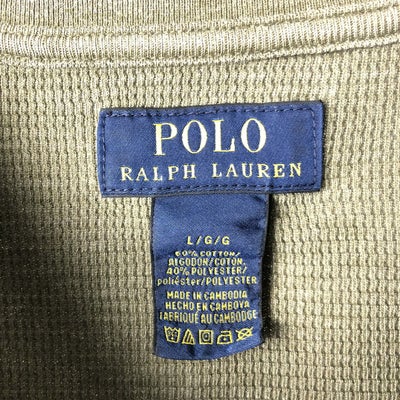 POLO
RALPH LAUREN
L/G/G
60% COTTON/
ALGODON/COTON,
40% POLYESTER/
poliéster/POLYESTER
MADE IN CAMBODIA
HECHO EN CAMBOYA
FABRIQUÉ AU CAMBODGE